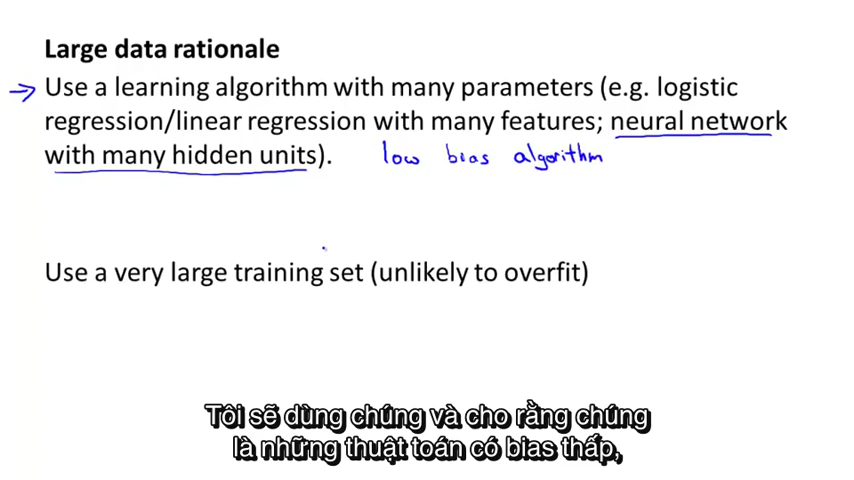 Large data rationale
Use a learning algorithm with many parameters (e.g. logistic
regression/linear regression with many features; neural network
with many hidden units). low bias algorithm
Use a very large training set (unlikely to overfit)
Tôi sẽ dùng chúng và cho rằng chúng
là những thuật toán có bias thấp,